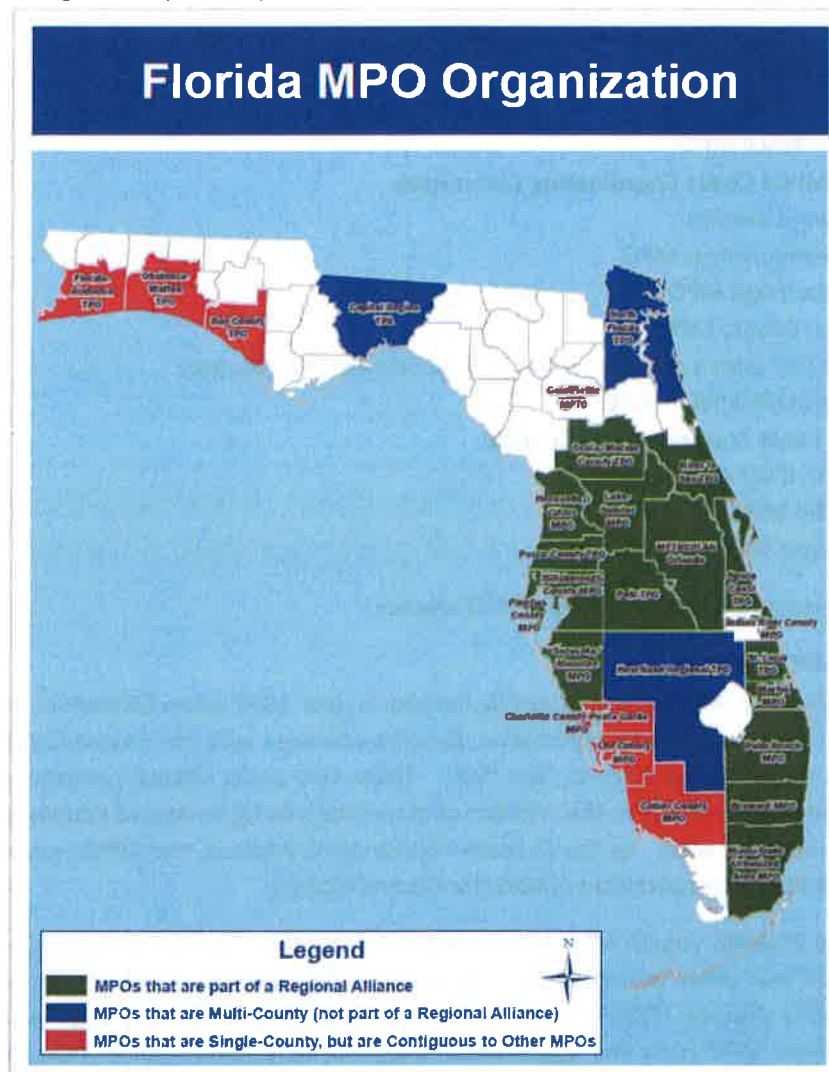 Florida MPO Organization
Florida-
Alabama
TPO
Okaloosa-
Walton
TPO
Bay County
TPO
Capital Region
TPA
North
Florida
TPO
Gainesville
MTPO
Ocala/Marion
County TPO
River to
Sea TPO
Hernando/
Citrus
MPO
Lake-
Sumter
MPO
METROPLAN
Orlando
Pasco County MPO
Hillsborough
County MPO
Polk TPO
Space
Coast
TPO
Pinellas
County
MPO
Indian River County
MPO
Sarasota/
Manatee
MPO
Heartland Regional TPO
St. Lucie
TPO
Martin
MPO
Charlotte County-Punta Gorda
MPO
Lee County
MPO
Palm Beach
MPO
Collier County
MPO
Broward MPO
Miami-Dade
Urbanized
Area MPO
Legend
N
MPOs that are part of a Regional Alliance
MPOs that are Multi-County (not part of a Regional Alliance)
MPOs that are Single-County, but are Contiguous to Other MPOs